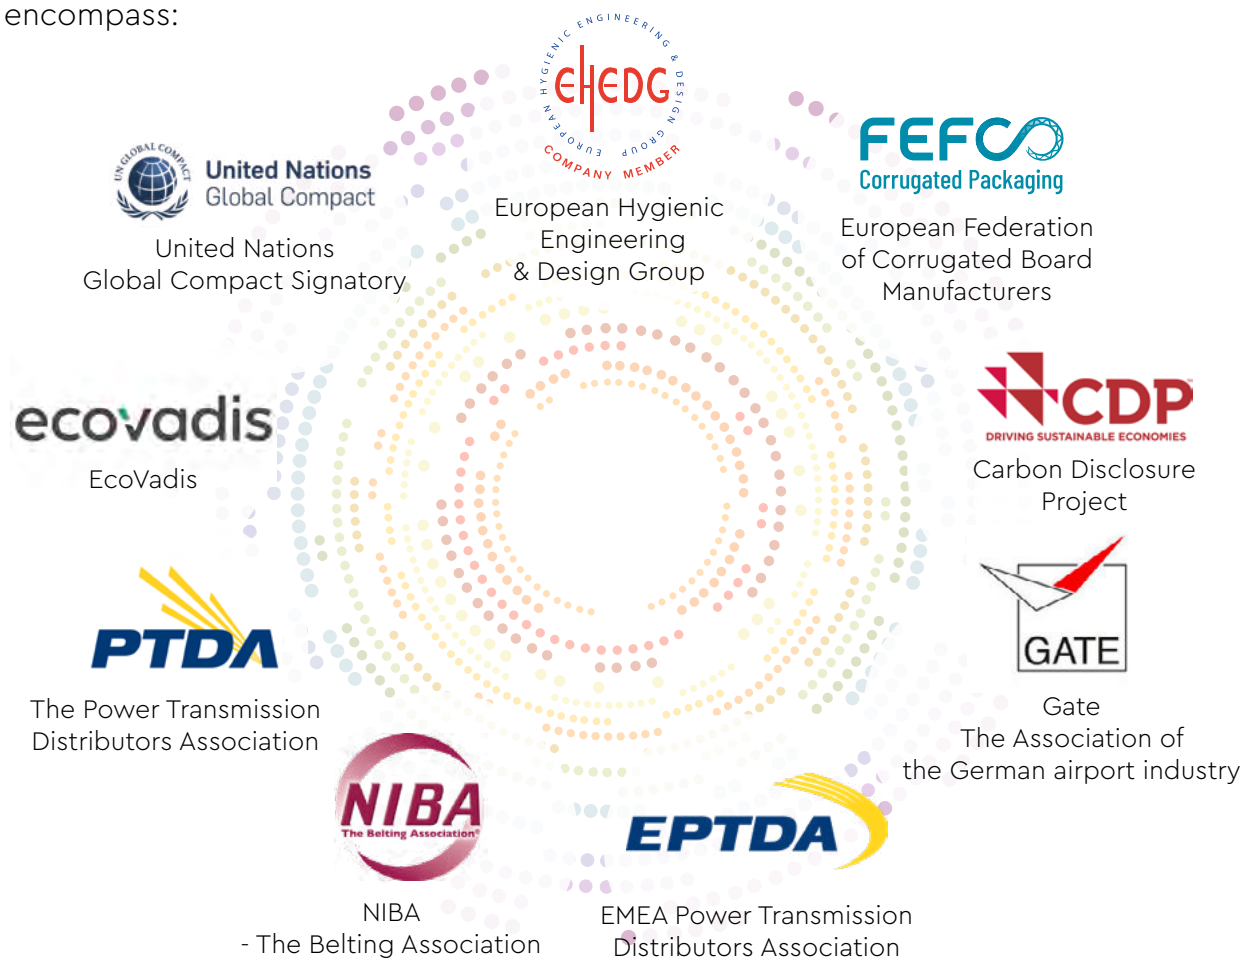 encompass:
EUROPEAN HYGIENIC ENGINEERING & DESIGN GROUP
EHEDG
COMPANY MEMBER
European Hygienic
Engineering
& Design Group
UN GLOBAL COMPACT
United Nations
Global Compact
United Nations
Global Compact Signatory
FEFCO
Corrugated Packaging
European Federation
of Corrugated Board
Manufacturers
ecovadis
EcoVadis
CDP
DRIVING SUSTAINABLE ECONOMIES
Carbon Disclosure
Project
PTDA
The Power Transmission
Distributors Association
GATE
Gate
The Association of
the German airport industry
NIBA
The Belting Association®
NIBA
- The Belting Association
EPTDA
EMEA Power Transmission
Distributors Association